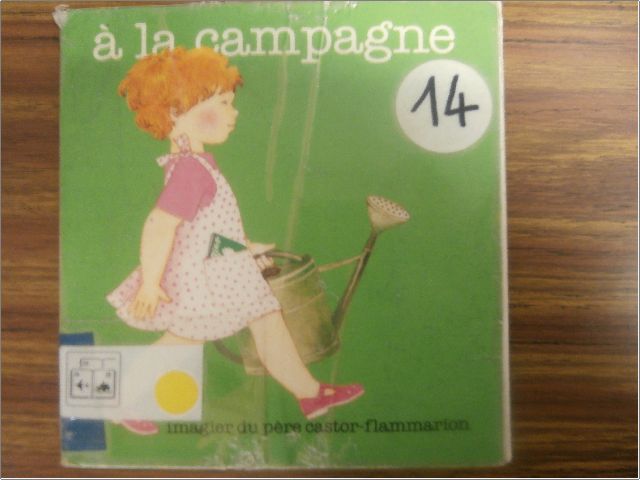 à la campagne
14
imagier du père castor-flammarion